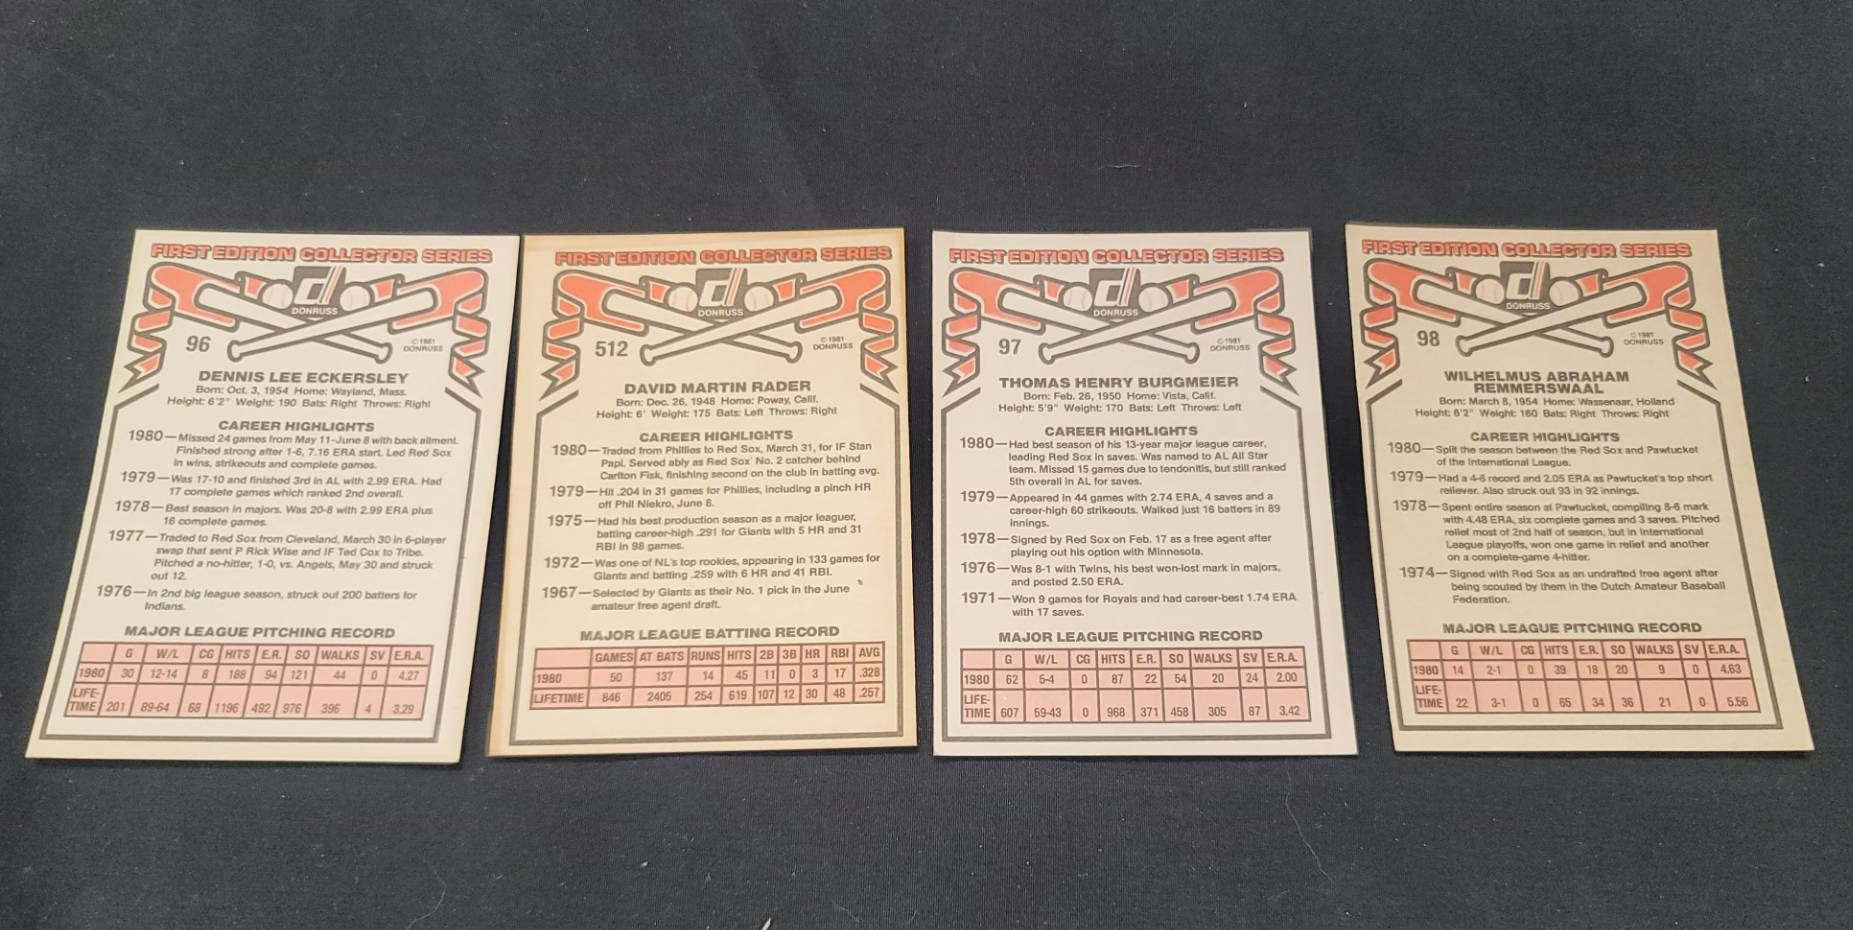 FIRST EDITION COLLECTOR SERIES
d
DONRUSS
96
© 1981
DONRUSS
DENNIS LEE ECKERSLEY
Born: Oct. 3, 1954 Home: Wayland, Mass.
Height: 6'2" Weight: 190 Bats: Right Throws: Right
CAREER HIGHLIGHTS
1980—Missed 24 games from May 11-June 8 with back ailment.
Finished strong after 1-6, 7.16 ERA start. Led Red Sox
in wins, strikeouts and complete games.
1979—Was 17-10 and finished 3rd in AL with 2.99 ERA. Had
17 complete games which ranked 2nd overall.
1978—Best season in majors. Was 20-8 with 2.99 ERA plus
16 complete games.
1977—Traded to Red Sox from Cleveland, March 30 in 6-player
swap that sent P Rick Wise and IF Ted Cox to Tribe.
Pitched a no-hitter, 1-0, vs. Angels, May 30 and struck
out 12.
1976—In 2nd big league season, struck out 200 batters for
Indians.
MAJOR LEAGUE PITCHING RECORD
G W/L CG HITS E.R. SO WALKS SV E.R.A.
1980 30 12-14 8 188 94 121 44 0 4.27
LIFE-
TIME 201 89-64 68 1196 492 976 396 4 3.29
FIRST EDITION COLLECTOR SERIES
d
DONRUSS
512
© 1981
DONRUSS
DAVID MARTIN RADER
Born: Dec. 26, 1948 Home: Poway, Calif.
Height: 6' Weight: 175 Bats: Left Throws: Right
CAREER HIGHLIGHTS
1980—Traded from Phillies to Red Sox, March 31, for IF Stan
Papi. Served ably as Red Sox' No. 2 catcher behind
Carlton Fisk, finishing second on the club in batting avg.
1979—Hit .204 in 31 games for Phillies, including a pinch HR
off Phil Niekro, June 8.
1975—Had his best production season as a major leaguer,
batting career-high .291 for Giants with 5 HR and 31
RBI in 98 games.
1972—Was one of NL's top rookies, appearing in 133 games for
Giants and batting .259 with 6 HR and 41 RBI.
1967—Selected by Giants as their No. 1 pick in the June
amateur free agent draft.
MAJOR LEAGUE BATTING RECORD
GAMES AT BATS RUNS HITS 2B 3B HR RBI AVG
1980 50 137 14 45 11 0 3 17 .328
LIFETIME 846 2405 254 619 107 12 30 48 .257
FIRST EDITION COLLECTOR SERIES
d
DONRUSS
97
© 1981
DONRUSS
THOMAS HENRY BURGMEIER
Born: Feb. 26, 1950 Home: Vista, Calif.
Height: 5'9" Weight: 170 Bats: Left Throws: Left
CAREER HIGHLIGHTS
1980—Had best season of his 13-year major league career,
leading Red Sox in saves. Was named to AL All Star
team. Missed 15 games due to tendonitis, but still ranked
5th overall in AL for saves.
1979—Appeared in 44 games with 2.74 ERA, 4 saves and a
career-high 60 strikeouts. Walked just 16 batters in 89
innings.
1978—Signed by Red Sox on Feb. 17 as a free agent after
playing out his option with Minnesota.
1976—Was 8-1 with Twins, his best won-lost mark in majors,
and posted 2.50 ERA.
1971—Won 9 games for Royals and had career-best 1.74 ERA
with 17 saves.
MAJOR LEAGUE PITCHING RECORD
G W/L CG HITS E.R. SO WALKS SV E.R.A.
1980 62 5-4 0 87 22 54 20 24 2.00
LIFE-
TIME 607 59-43 0 968 371 458 305 87 3.42
FIRST EDITION COLLECTOR SERIES
d
DONRUSS
98
© 1981
DONRUSS
WILHELMUS ABRAHAM
REMMERSWAAL
Born: March 8, 1954 Home: Wassenaar, Holland
Height: 6'2" Weight: 160 Bats: Right Throws: Right
CAREER HIGHLIGHTS
1980—Split the season between the Red Sox and Pawtucket
of the International League.
1979—Had a 4-6 record and 2.05 ERA as Pawtucket's top short
reliever. Also struck out 93 in 92 innings.
1978—Spent entire season at Pawtucket, compiling 8-6 mark
with 4.48 ERA, six complete games and 3 saves. Pitched
relief most of 2nd half of season, but in International
League playoffs, won one game in relief and another
on a complete-game 4-hitter.
1974—Signed with Red Sox as an undrafted free agent after
being scouted by them in the Dutch Amateur Baseball
Federation.
MAJOR LEAGUE PITCHING RECORD
G W/L CG HITS E.R. SO WALKS SV E.R.A.
1980 14 2-1 0 39 18 20 9 0 4.63
LIFE-
TIME 22 3-1 0 65 34 36 21 0 5.56